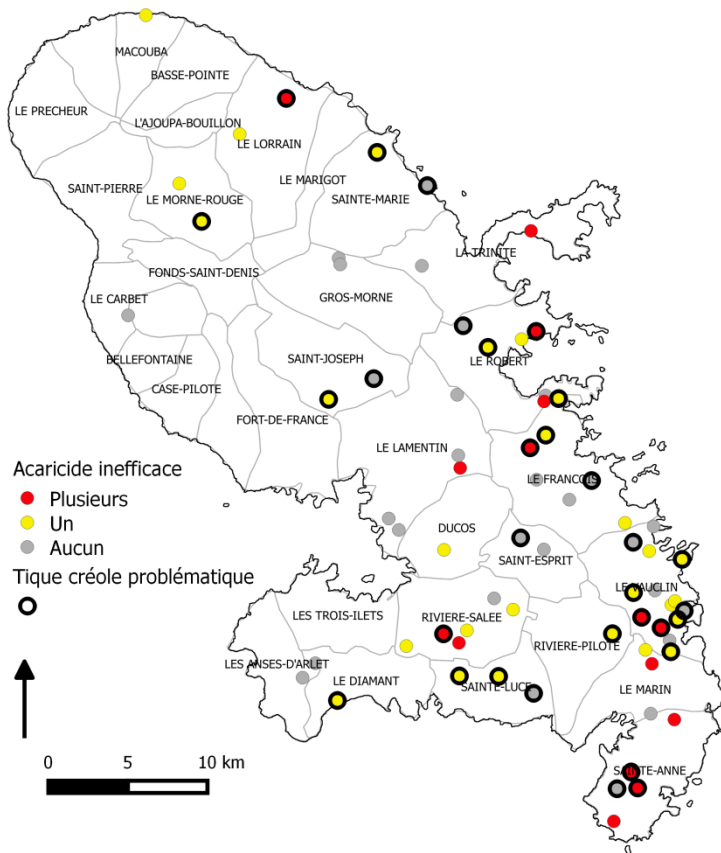 MACOUBA
BASSE-POINTE
LE PRECHEUR
L'AJOUPA-BOUILLON
LE LORRAIN
LE MARIGOT
SAINT-PIERRE
LE MORNE-ROUGE
SAINTE-MARIE
LA TRINITE
FONDS-SAINT-DENIS
GROS-MORNE
LE CARBET
BELLEFONTAINE
SAINT-JOSEPH
LE ROBERT
CASE-PILOTE
FORT-DE-FRANCE
LE LAMENTIN
Acaricide inefficace
Plusieurs
Un
Aucun
Tique créole problématique
LE FRANCOIS
DUCOS
SAINT-ESPRIT
LE VAUCLIN
LES TROIS-ILETS
RIVIERE-SALEE
RIVIERE-PILOTE
LES ANSES-D'ARLET
LE DIAMANT
SAINTE-LUCE
LE MARIN
0 5 10 km
SAINTE-ANNE